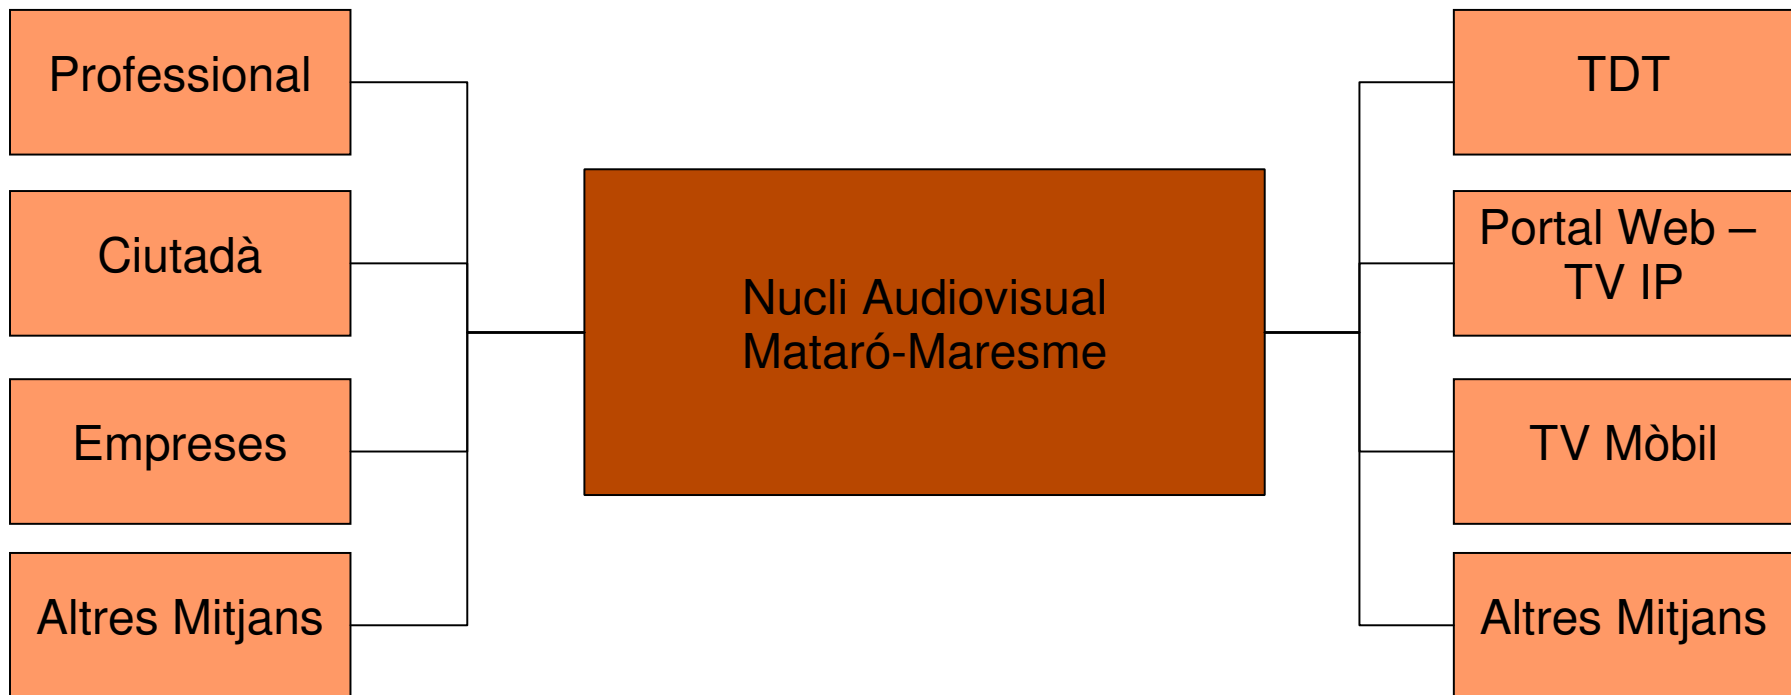 Professional
Ciutadà
Empreses
Altres Mitjans
Nucli Audiovisual
Mataró-Maresme
TDT
Portal Web –
TV IP
TV Mòbil
Altres Mitjans